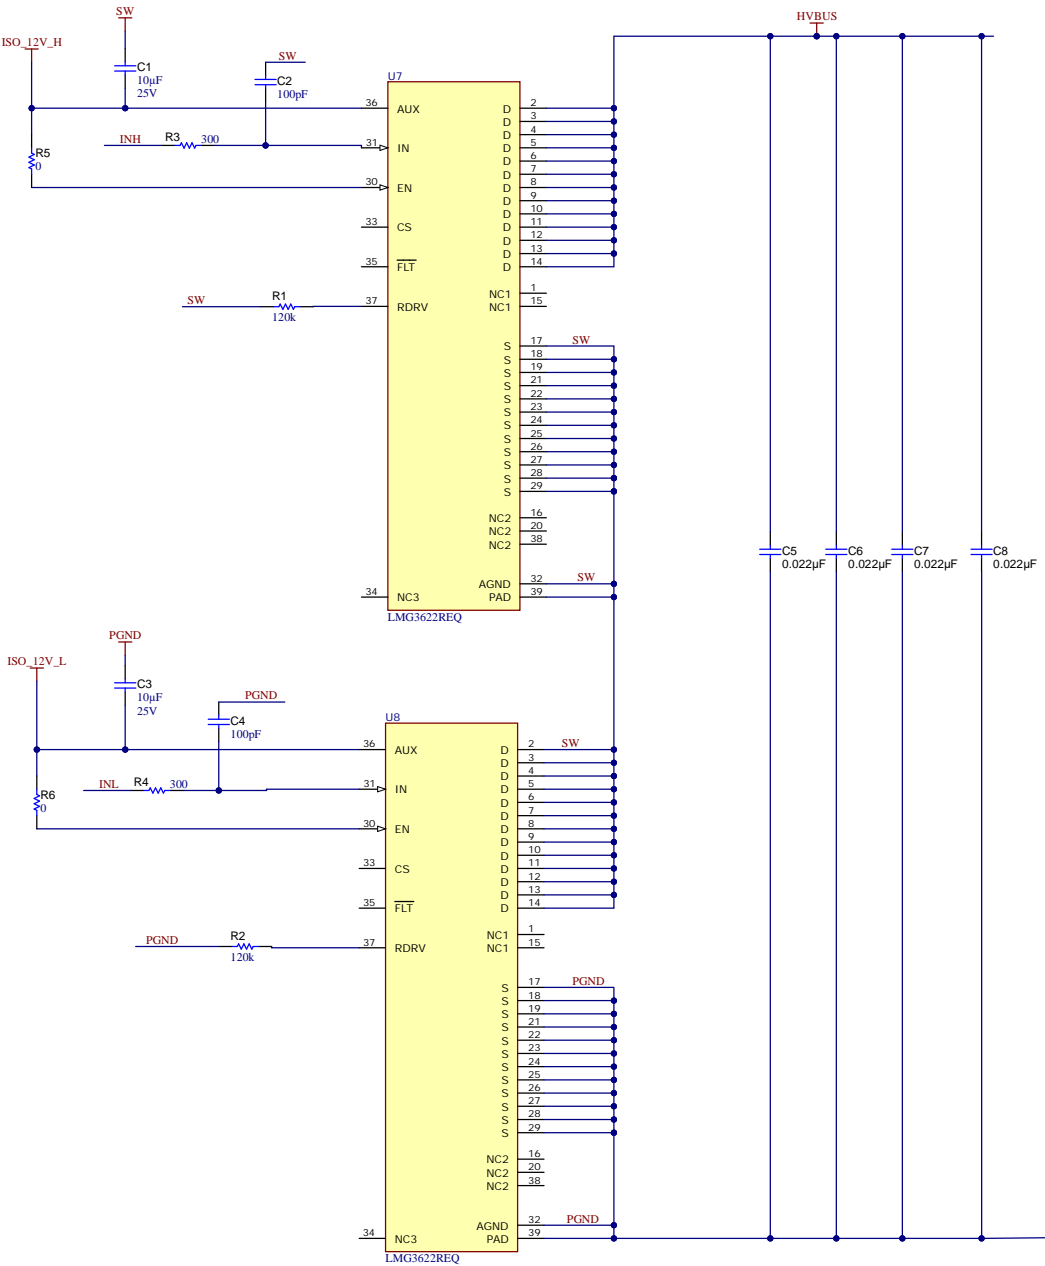 SW
HVBUS
ISO_12V_H
C1
10µF
25V
SW
C2
100pF
U7
36 AUX
INH R3 300
31 IN
R5
0
30 EN
33 CS
35 FLT
SW R1
120k
37 RDRV
D 2
D 3
D 4
D 5
D 6
D 7
D 8
D 9
D 10
D 11
D 12
D 13
D 14
NC1 1
NC1 15
S 17 SW
S 18
S 19
S 21
S 22
S 23
S 24
S 25
S 26
S 27
S 28
S 29
NC2 16
NC2 20
NC2 38
AGND 32 SW
34 NC3
PAD 39
LMG3622REQ
C5
0.022µF
C6
0.022µF
C7
0.022µF
C8
0.022µF
PGND
ISO_12V_L
C3
10µF
25V
PGND
C4
100pF
U8
36 AUX
INL R4 300
31 IN
R6
0
30 EN
33 CS
35 FLT
PGND R2
120k
37 RDRV
D 2 SW
D 3
D 4
D 5
D 6
D 7
D 8
D 9
D 10
D 11
D 12
D 13
D 14
NC1 1
NC1 15
S 17 PGND
S 18
S 19
S 21
S 22
S 23
S 24
S 25
S 26
S 27
S 28
S 29
NC2 16
NC2 20
NC2 38
AGND 32 PGND
34 NC3
PAD 39
LMG3622REQ